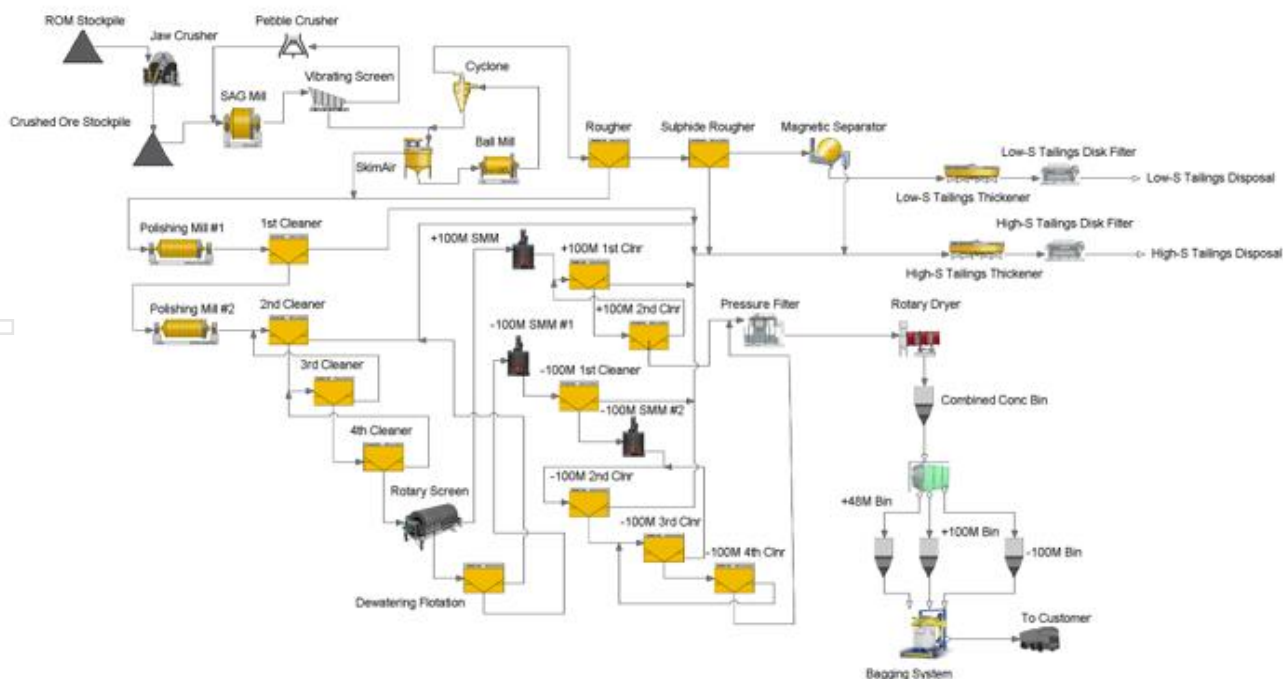 ROM Stockpile
Pebble Crusher
Jaw Crusher
Cyclone
Vibrating Screen
SAG Mill
Crushed Ore Stockpile
Rougher
Sulphide Rougher
Magnetic Separator
Ball Mill
SkimAir
Low-S Tailings Disk Filter
Low-S Tailings Disposal
Low-S Tailings Thickener
Polishing Mill #1
1st Cleaner
+100M SMM
+100M 1st Clnr
High-S Tailings Disk Filter
High-S Tailings Disposal
High-S Tailings Thickener
Polishing Mill #2
2nd Cleaner
+100M 2nd Clnr
Pressure Filter
Rotary Dryer
-100M SMM #1
3rd Cleaner
-100M 1st Cleaner
Combined Conc Bin
-100M SMM #2
4th Cleaner
-100M 2nd Clnr
Rotary Screen
+48M Bin
+100M Bin
-100M Bin
-100M 3rd Clnr
-100M 4th Clnr
Dewatering Flotation
To Customer
Bagging System